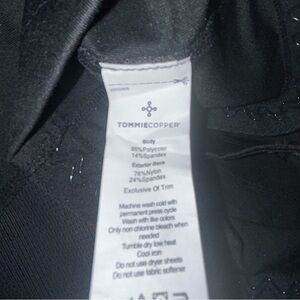 TOMMIECOPPER®
Body
86%Polyester
14%Spandex
Exterior Back
76%Nylon
24%Spandex
Exclusive Of Trim
Machine wash cold with
permanent press cycle
Wash with like colors
Only non chlorine bleach when
needed
Tumble dry low heat
Cool iron
Do not use dryer sheets
Do not use fabric softener